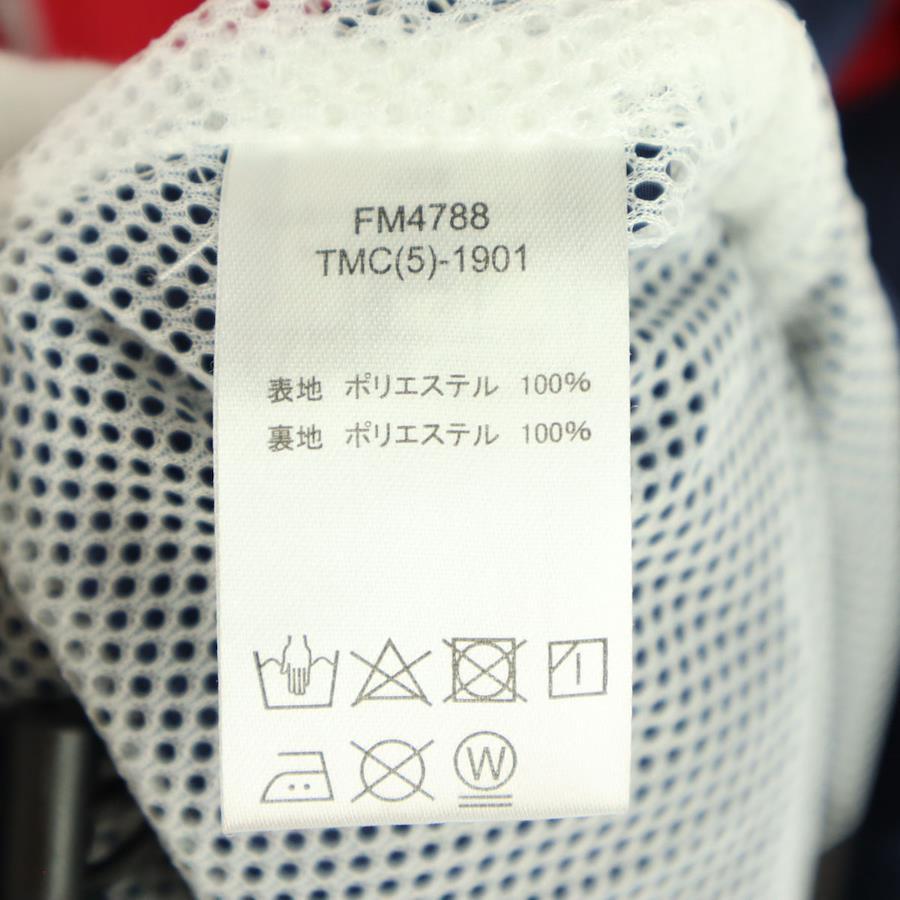 FM4788
TMC(5)-1901
表地 ポリエステル 100%
裏地 ポリエステル 100%
W